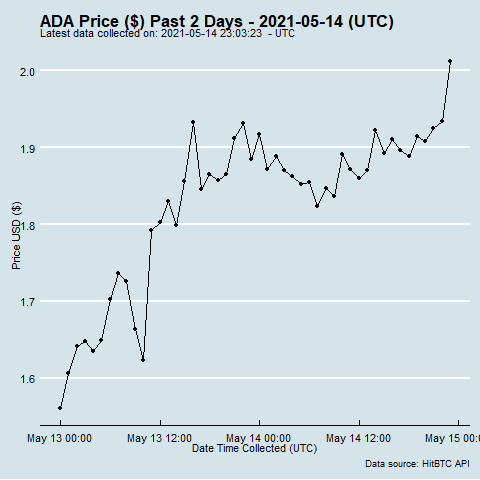 ADA Price ($) Past 2 Days - 2021-05-14 (UTC)
Latest data collected on: 2021-05-14 23:03:23 - UTC
2.0
1.9
1.8
1.7
1.6
Price USD ($)
May 13 00:00 May 13 12:00 May 14 00:00 May 14 12:00 May 15 00:0
Date Time Collected (UTC)
Data source: HitBTC API